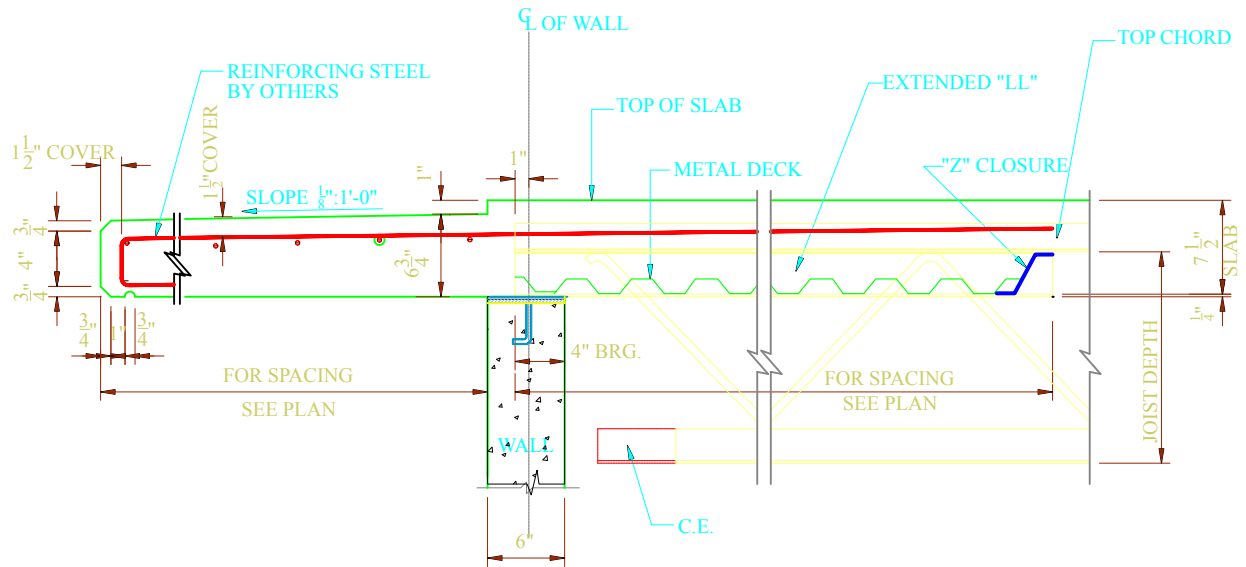 ℄ OF WALL
TOP CHORD
REINFORCING STEEL
BY OTHERS
EXTENDED "LL"
TOP OF SLAB
1 1/2" COVER
1 1/2" COVER
1"
1"
METAL DECK
"Z" CLOSURE
SLOPE 1/8":1'-0"
3/4"
4"
3/4"
6 3/4"
7 1/2"
SLAB
1/4"
3/4"
1"
3/4"
4" BRG.
FOR SPACING
SEE PLAN
FOR SPACING
SEE PLAN
JOIST DEPTH
WALL
C.E.
6"